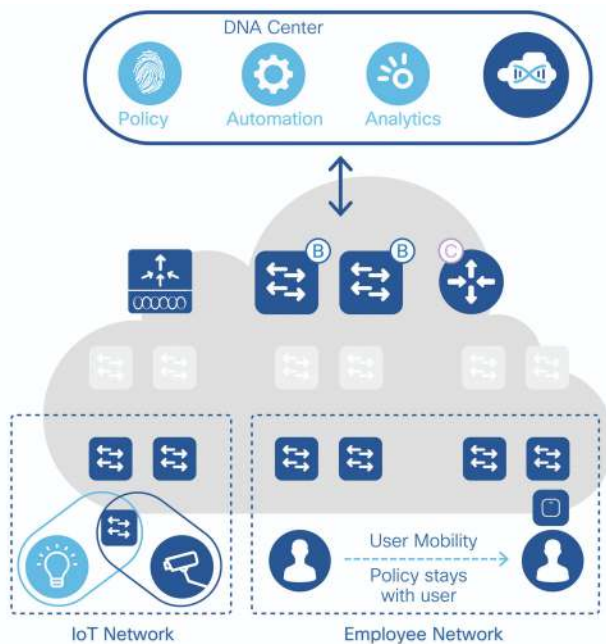 DNA Center
Policy
Automation
Analytics
B
B
C
User Mobility
Policy stays
with user
IoT Network
Employee Network